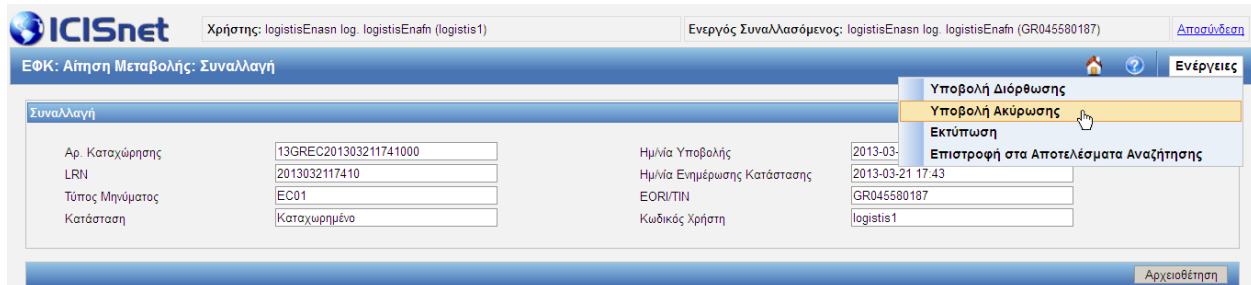 ICISnet Χρήστης: logistisEnasn log. logistisEnafn (logistis1) Ενεργός Συναλλασόμενος: logistisEnasn log. logistisEnafn (GR045580187) Αποσύνδεση
ΕΦΚ: Αίτηση Μεταβολής: Συναλλαγή Ενέργειες
Υποβολή Διόρθωσης
Υποβολή Ακύρωσης
Εκτύπωση
Επιστροφή στα Αποτελέσματα Αναζήτησης
Συναλλαγή
Αρ. Καταχώρησης 13GREC201303211741000 Ημ/νία Υποβολής 2013-03-
LRN 2013032117410 Ημ/νία Ενημέρωσης Κατάστασης 2013-03-21 17:43
Τύπος Μηνύματος EC01 EORI/TIN GR045580187
Κατάσταση Καταχωρημένο Κωδικός Χρήστη logistis1
Αρχειοθέτηση